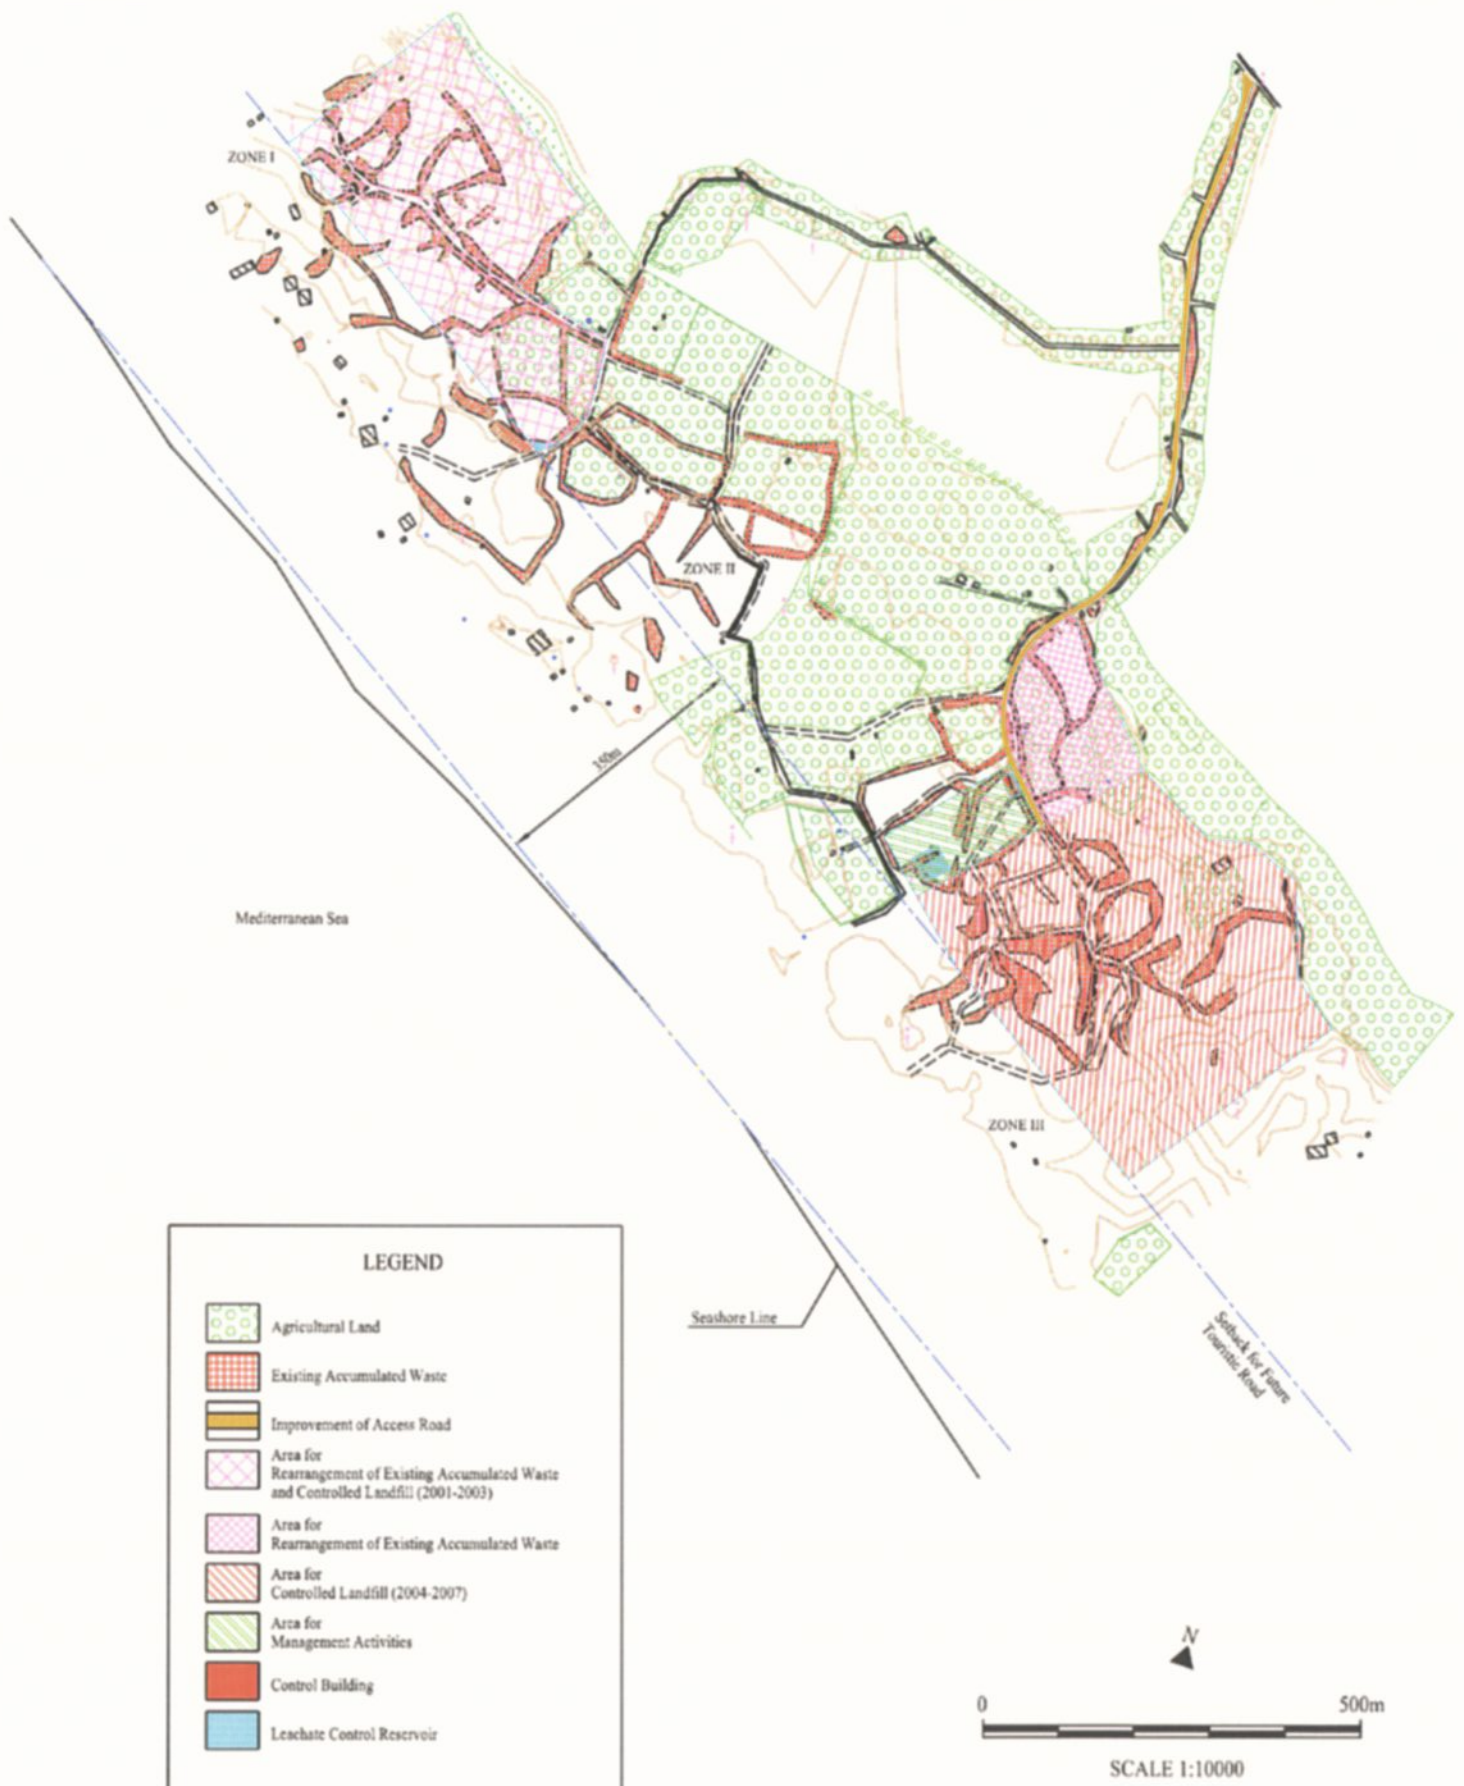 ZONE I
ZONE II
350m
Mediterranean Sea
ZONE III
LEGEND
Agricultural Land
Existing Accumulated Waste
Improvement of Access Road
Area for
Rearrangement of Existing Accumulated Waste
and Controlled Landfill (2001-2003)
Area for
Rearrangement of Existing Accumulated Waste
Area for
Controlled Landfill (2004-2007)
Area for
Management Activities
Control Building
Leachate Control Reservoir
Seashore Line
Setback for Future
Touristic Road
N
0 500m
SCALE 1:10000